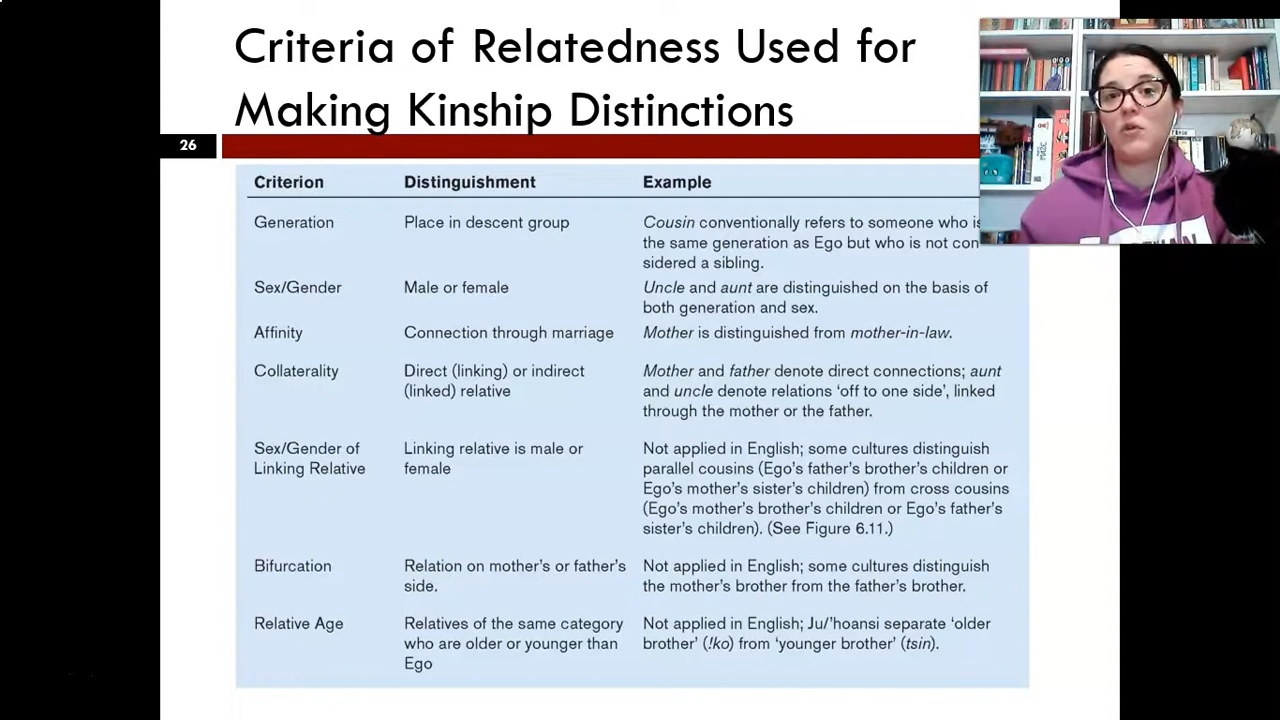 Criteria of Relatedness Used for
Making Kinship Distinctions
26
Criterion Distinguishment Example
Generation Place in descent group Cousin conventionally refers to someone who
the same generation as Ego but who is not con
sidered a sibling.
Sex/Gender Male or female Uncle and aunt are distinguished on the basis of
both generation and sex.
Affinity Connection through marriage Mother is distinguished from mother-in-law.
Collaterality Direct (linking) or indirect Mother and father denote direct connections; aunt
(linked) relative and uncle denote relations ‘off to one side’, linked
through the mother or the father.
Sex/Gender of Linking relative is male or Not applied in English; some cultures distinguish
Linking Relative female parallel cousins (Ego’s father’s brother’s children or
Ego’s mother’s sister’s children) from cross cousins
(Ego’s mother’s brother’s children or Ego’s father’s
sister’s children). (See Figure 6.11.)
Bifurcation Relation on mother’s or father’s Not applied in English; some cultures distinguish
side. the mother’s brother from the father’s brother.
Relative Age Relatives of the same category Not applied in English; Ju/’hoansi separate ‘older
who are older or younger than brother’ (!ko) from ‘younger brother’ (tsin).
Ego